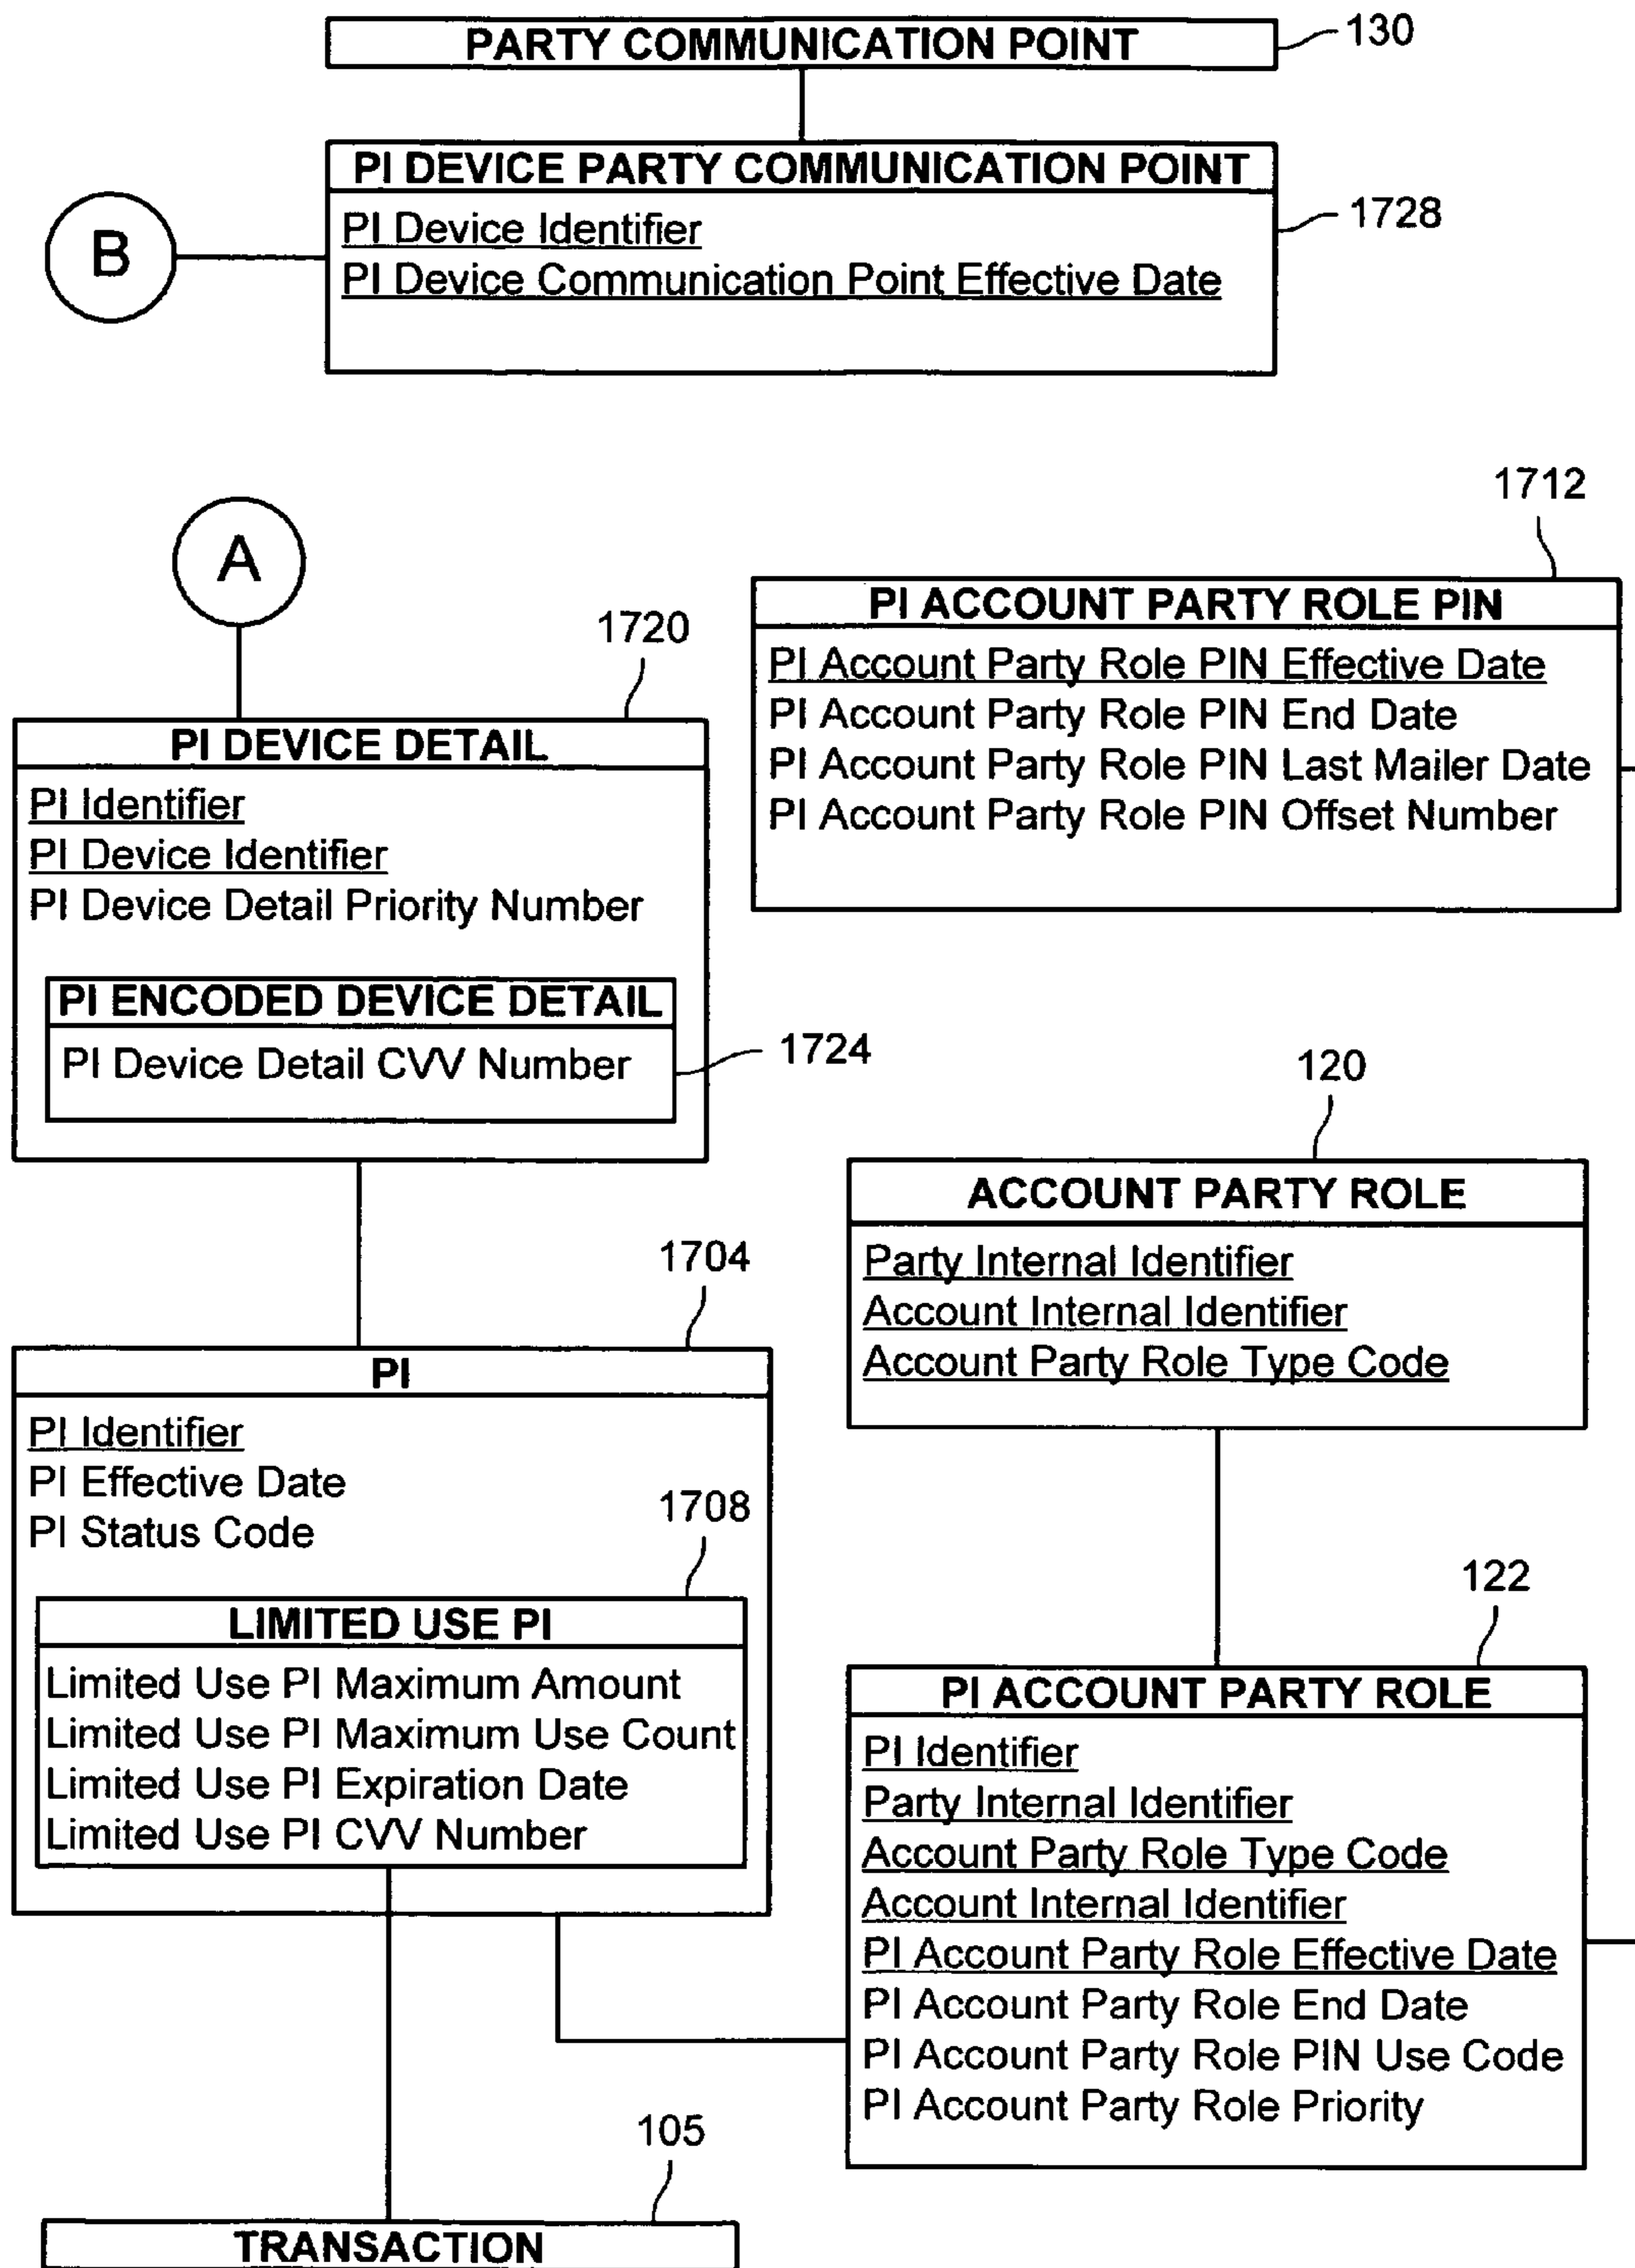 PARTY COMMUNICATION POINT
130
PI DEVICE PARTY COMMUNICATION POINT
1728
PI Device Identifier
PI Device Communication Point Effective Date
B
A
1712
PI ACCOUNT PARTY ROLE PIN
PI Account Party Role PIN Effective Date
PI Account Party Role PIN End Date
PI Account Party Role PIN Last Mailer Date
PI Account Party Role PIN Offset Number
1720
PI DEVICE DETAIL
PI Identifier
PI Device Identifier
PI Device Detail Priority Number
PI ENCODED DEVICE DETAIL
PI Device Detail CVV Number
1724
120
ACCOUNT PARTY ROLE
Party Internal Identifier
Account Internal Identifier
Account Party Role Type Code
1704
PI
PI Identifier
PI Effective Date
PI Status Code
1708
LIMITED USE PI
Limited Use PI Maximum Amount
Limited Use PI Maximum Use Count
Limited Use PI Expiration Date
Limited Use PI CVV Number
122
PI ACCOUNT PARTY ROLE
PI Identifier
Party Internal Identifier
Account Party Role Type Code
Account Internal Identifier
PI Account Party Role Effective Date
PI Account Party Role End Date
PI Account Party Role PIN Use Code
PI Account Party Role Priority
105
TRANSACTION